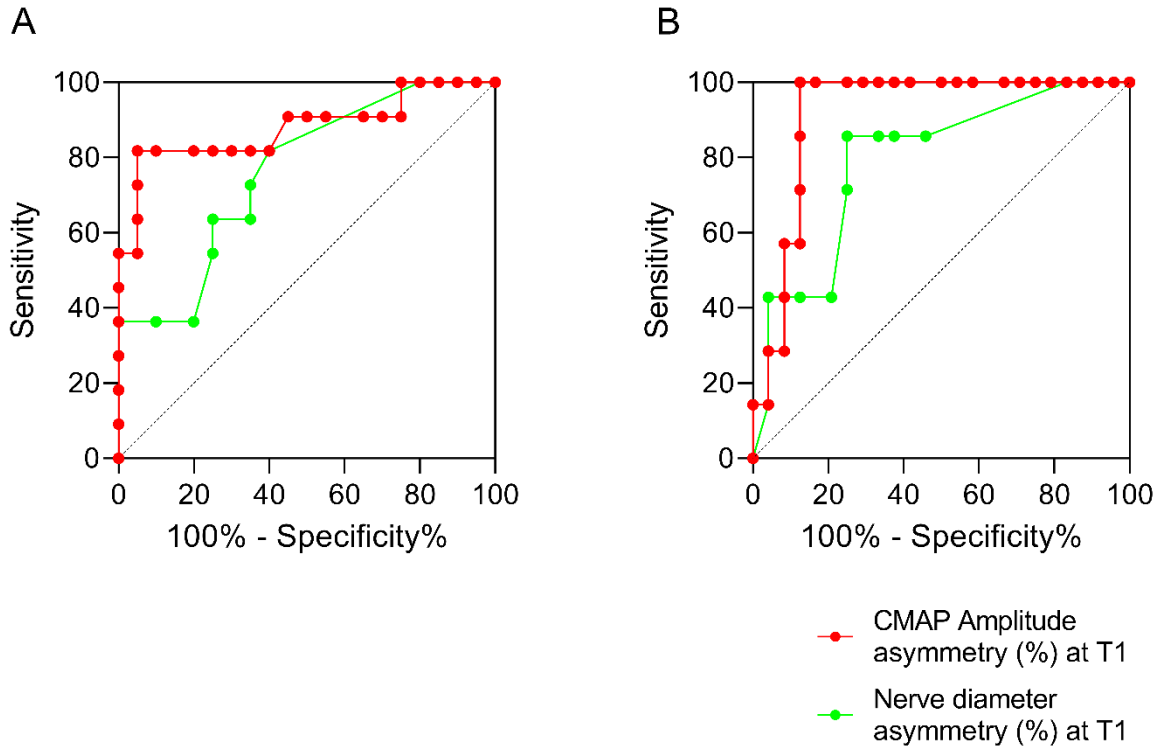 A
B
100
80
60
40
20
0
Sensitivity
0 20 40 60 80 100
100% - Specificity%
100
80
60
40
20
0
Sensitivity
0 20 40 60 80 100
100% - Specificity%
CMAP Amplitude
asymmetry (%) at T1
Nerve diameter
asymmetry (%) at T1